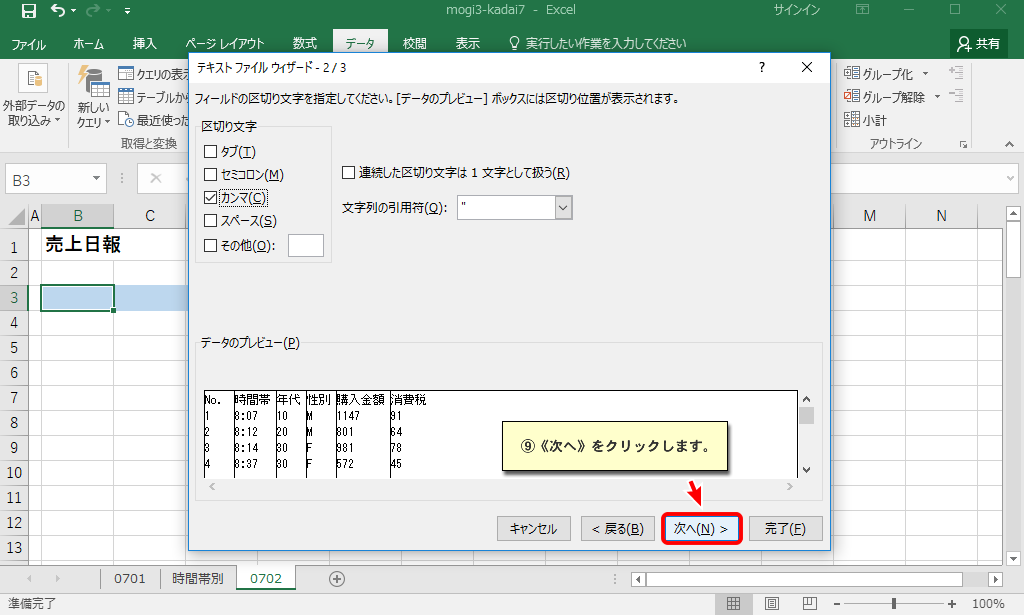 mogi3-kadai7 - Excel
サインイン
ファイル ホーム 挿入 ページ レイアウト 数式 データ 校閲 表示 実行したい作業を入力してください 共有
外部データの
取り込み
新しい
クエリ
クエリの表示
テーブルから
最近使った
取得と変換
グループ化
グループ解除
小計
アウトライン
B3
テキスト ファイル ウィザード - 2 / 3
?
フィールドの区切り文字を指定してください。[データのプレビュー] ボックスには区切り位置が表示されます。
区切り文字
タブ(T)
セミコロン(M)
カンマ(C)
スペース(S)
その他(O):
連続した区切り文字は 1 文字として扱う(R)
文字列の引用符(Q): "
データのプレビュー(P)
No. 時間帯 年代 性別 購入金額 消費税
1 8:07 10 M 1147 91
2 8:12 20 M 801 64
3 8:14 30 F 981 78
4 8:37 30 F 572 45
⑨《次へ》をクリックします。
キャンセル < 戻る(B) 次へ(N) > 完了(F)
A B C M N
1 売上日報
2
3
4
5
6
7
8
9
10
11
12
13
0701 時間帯別 0702
準備完了
100%